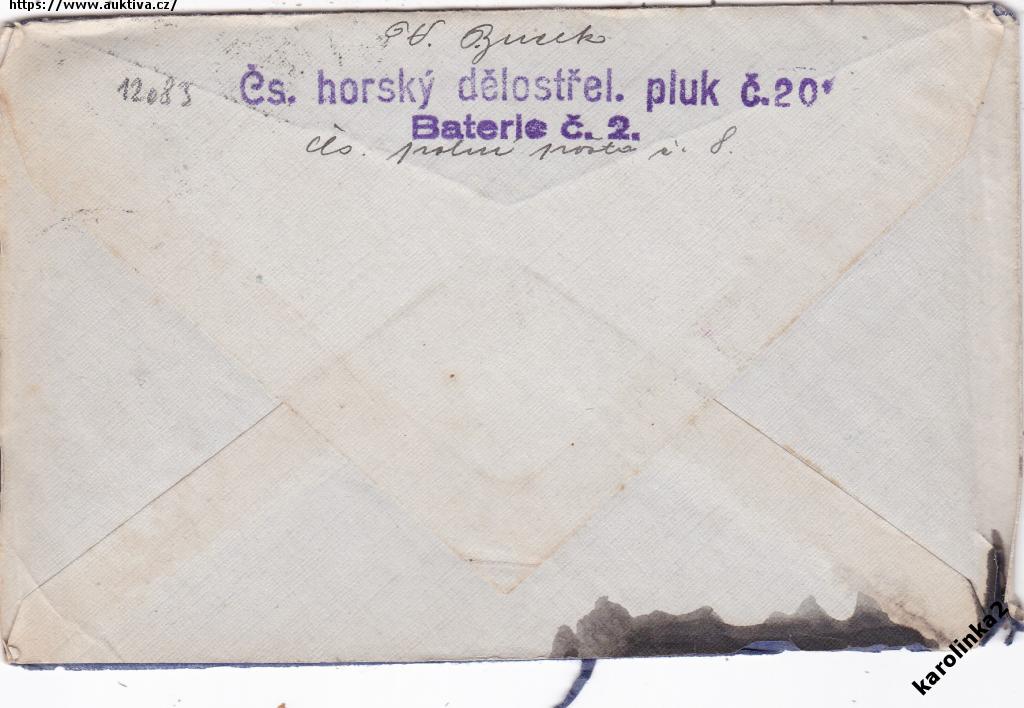 https://www.auktiva.cz/
12083
Čs. horský dělostřel. pluk č.20
Baterie č. 2.
čs. polní pošta č. 8.
karolinka2